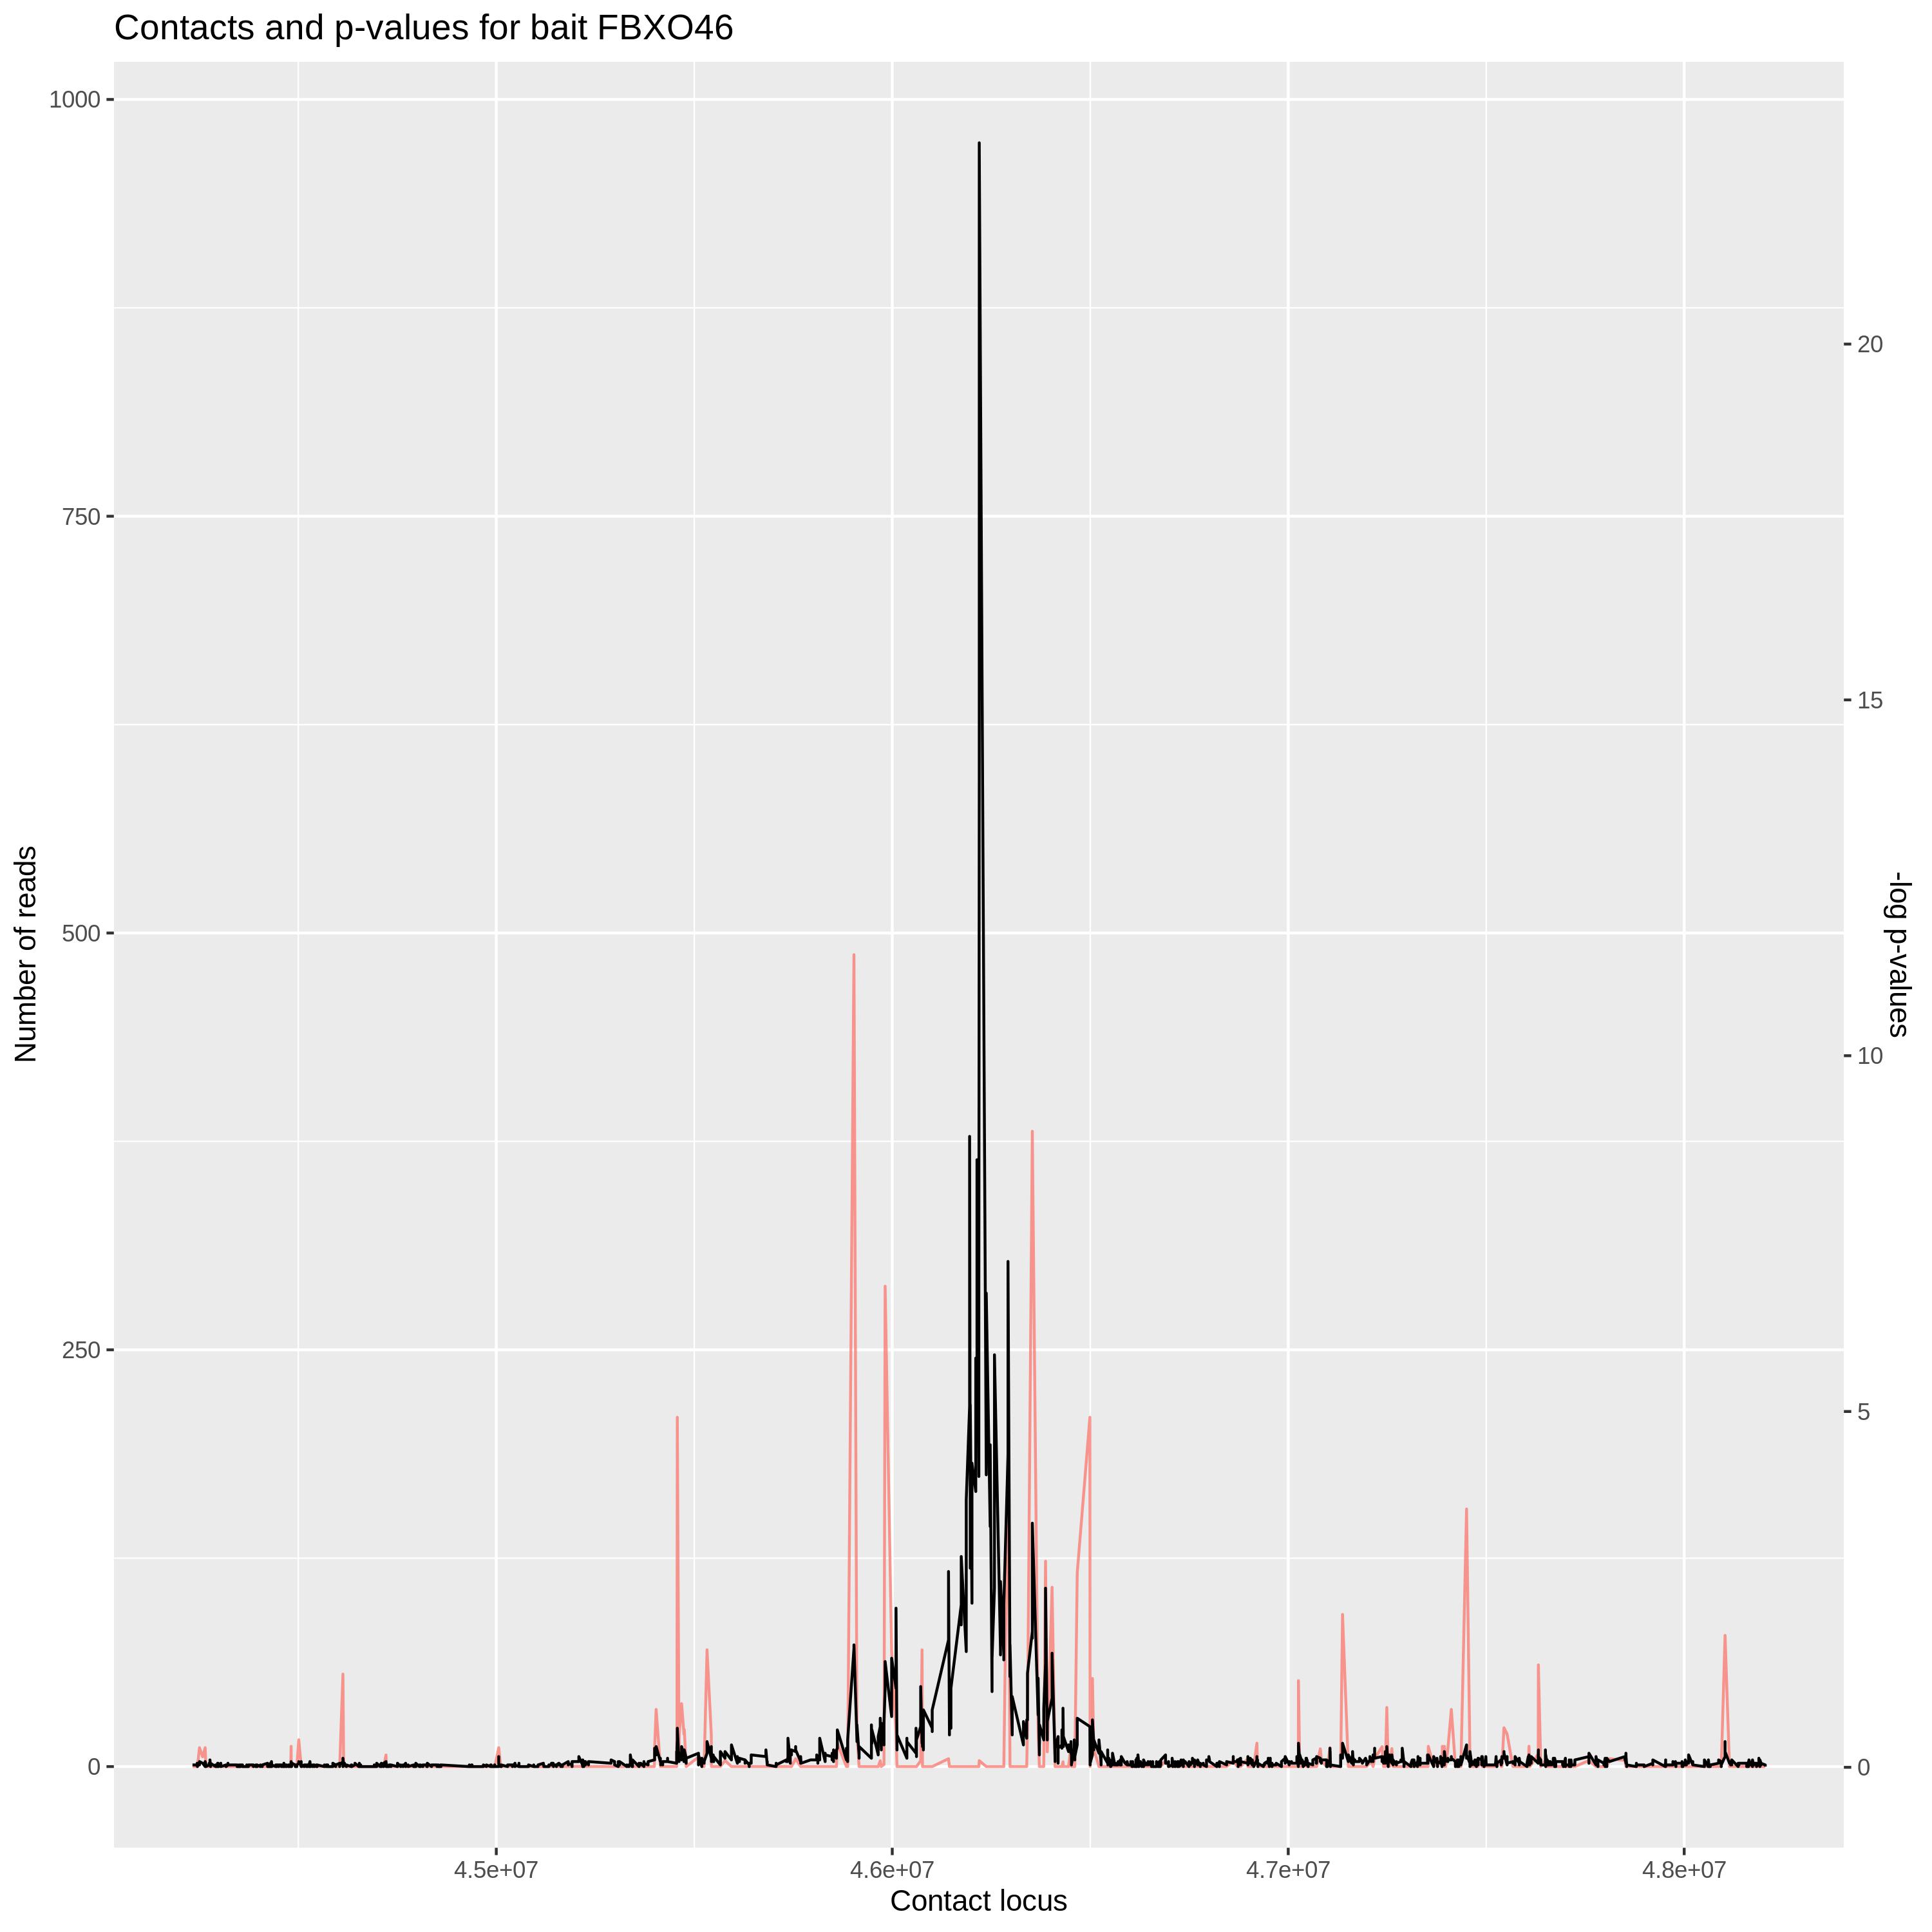 Contacts and p-values for bait FBXO46
1000
750
500
250
0
Number of reads
20
15
10
5
0
-log p-values
4.5e+07
4.6e+07
4.7e+07
4.8e+07
Contact locus